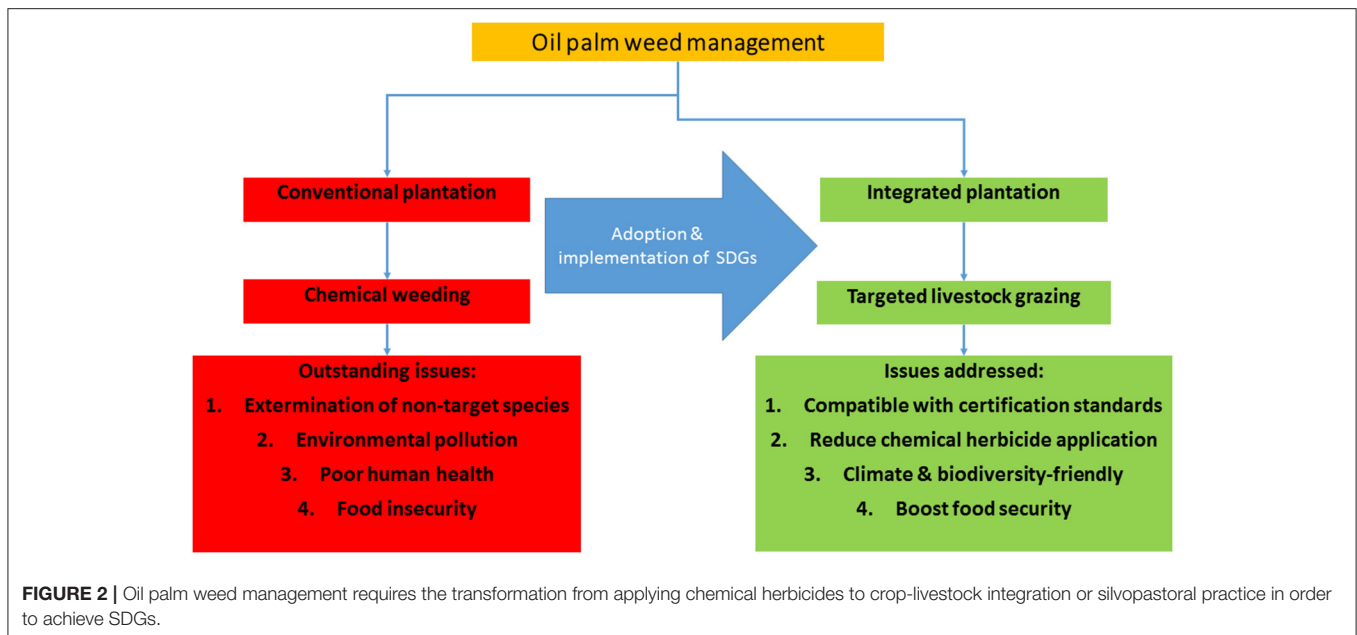 Oil palm weed management
Conventional plantation
Adoption &
implementation of SDGs
Integrated plantation
Chemical weeding
Targeted livestock grazing
Outstanding issues:
1. Extermination of non-target species
2. Environmental pollution
3. Poor human health
4. Food insecurity
Issues addressed:
1. Compatible with certification standards
2. Reduce chemical herbicide application
3. Climate & biodiversity-friendly
4. Boost food security
FIGURE 2 | Oil palm weed management requires the transformation from applying chemical herbicides to crop-livestock integration or silvopastoral practice in order
to achieve SDGs.